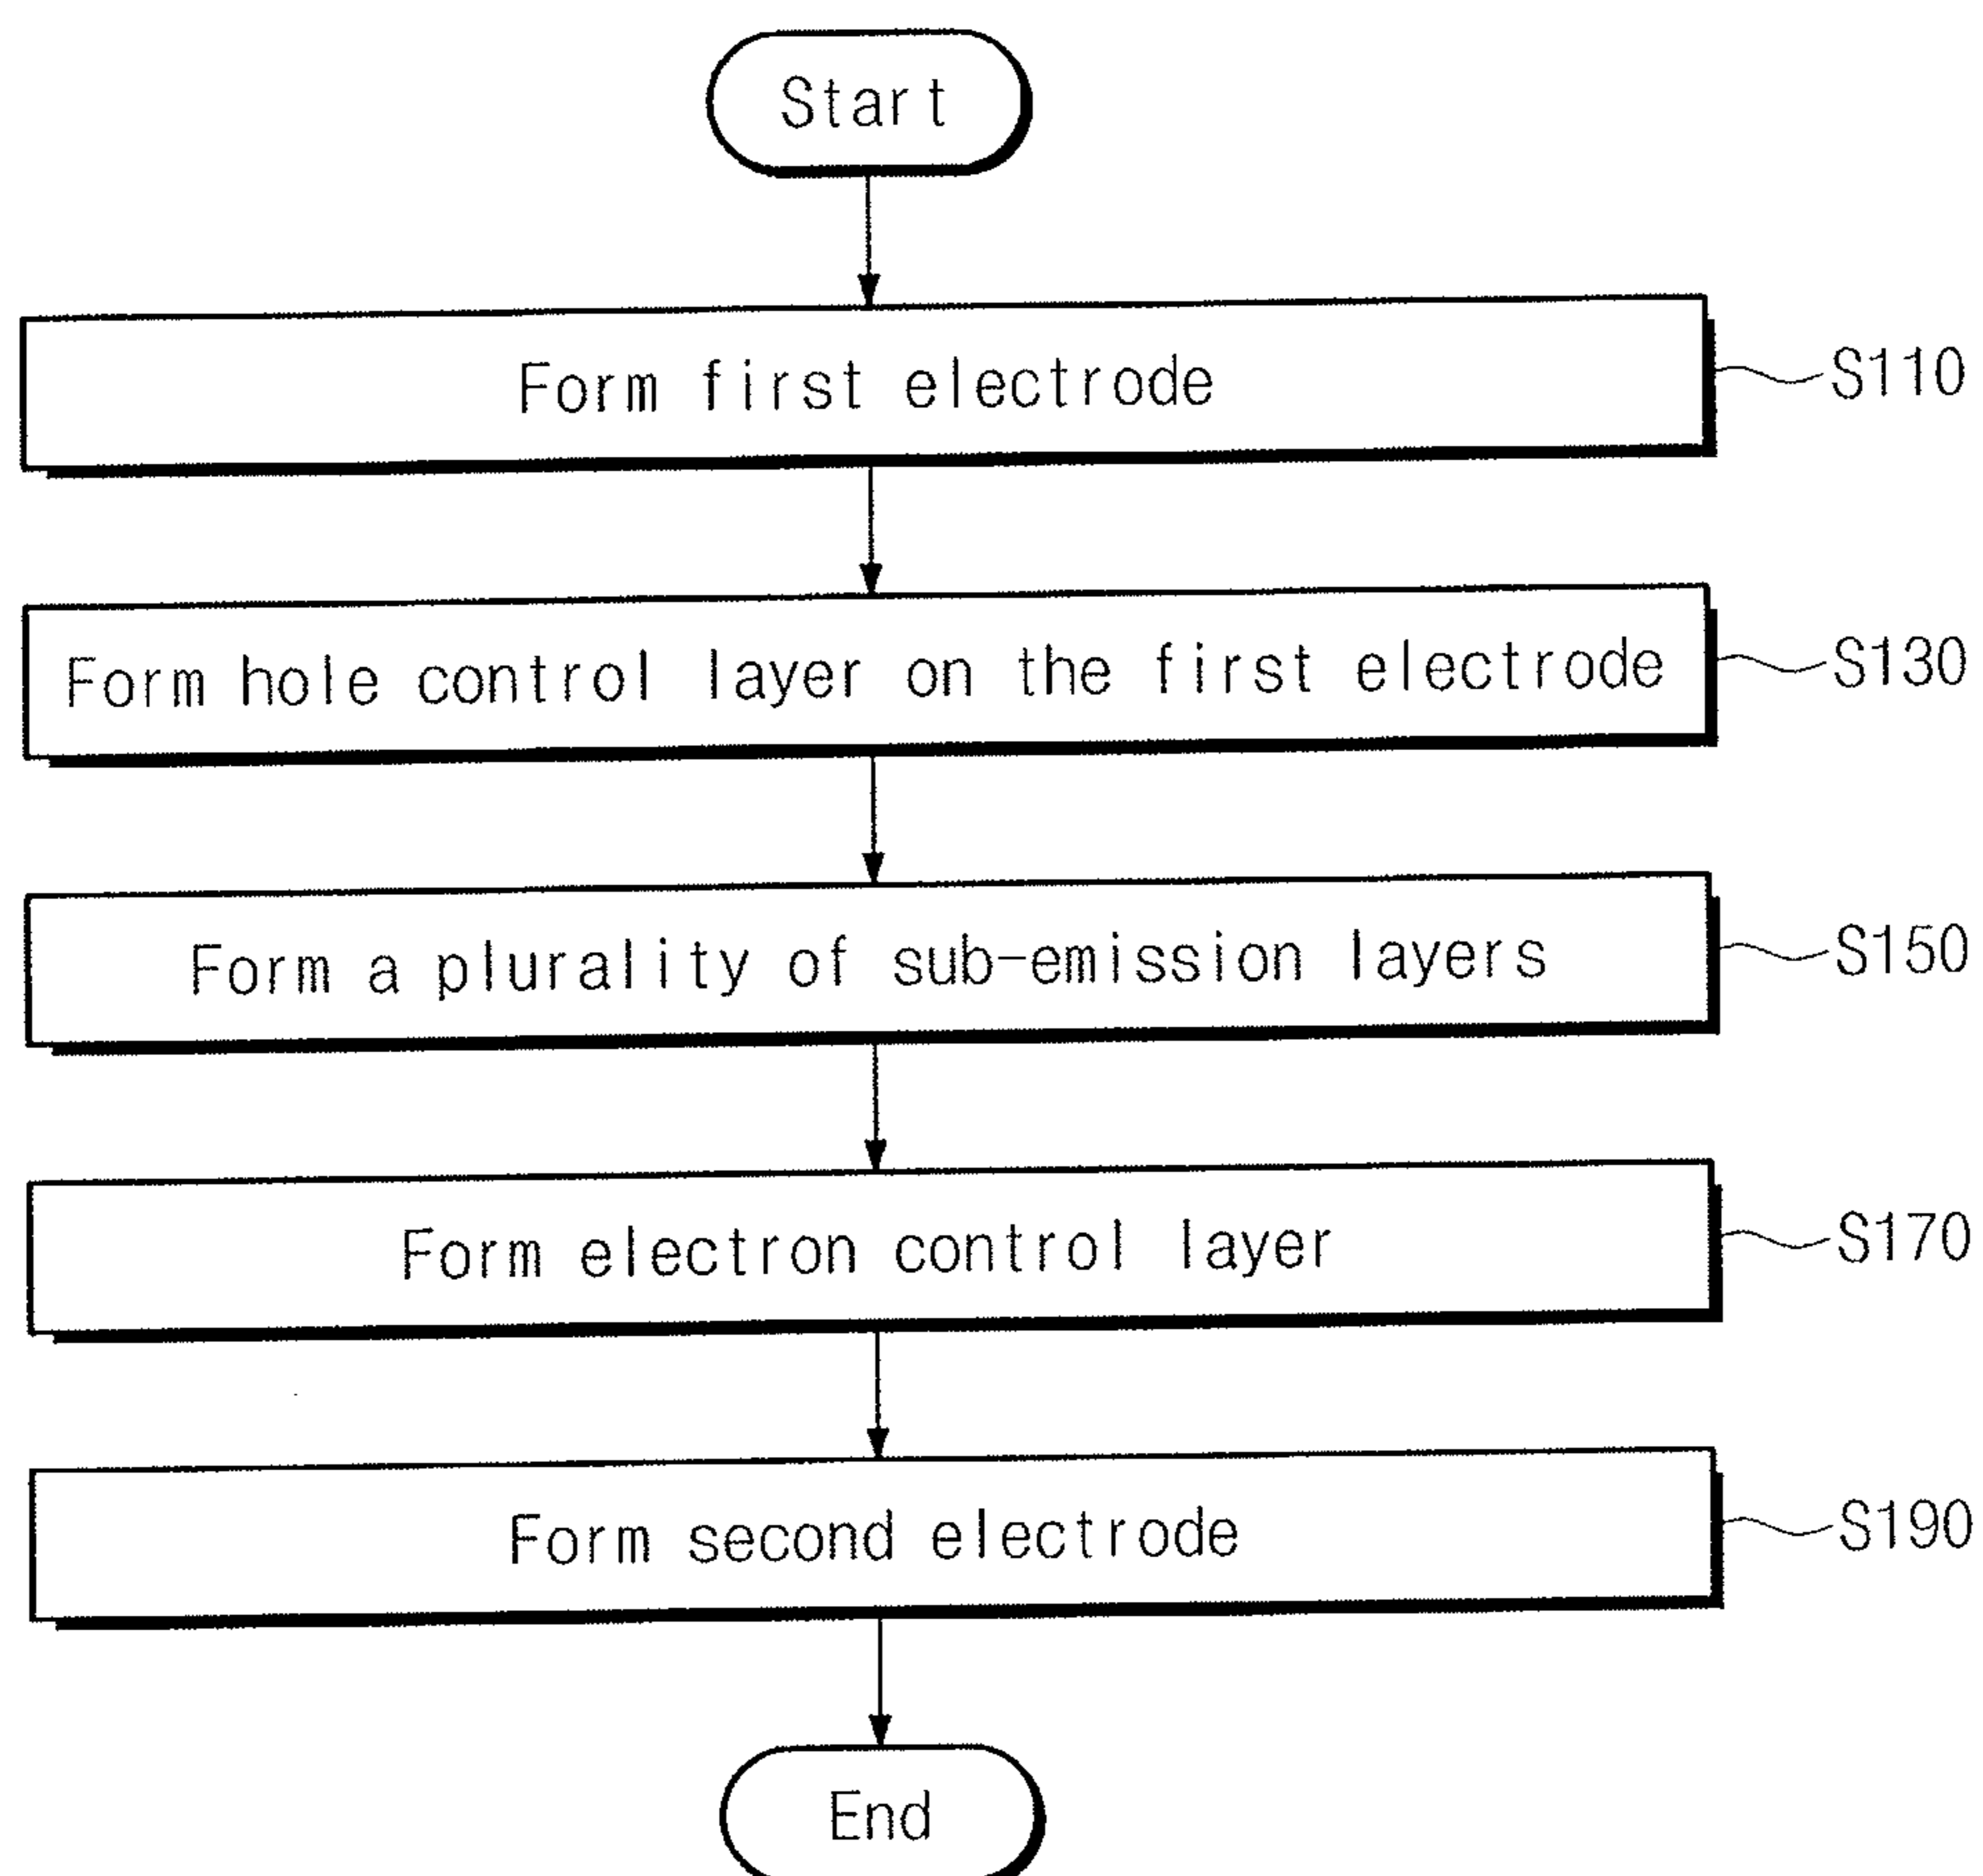 Start
Form first electrode
S110
Form hole control layer on the first electrode
S130
Form a plurality of sub-emission layers
S150
Form electron control layer
S170
Form second electrode
S190
End